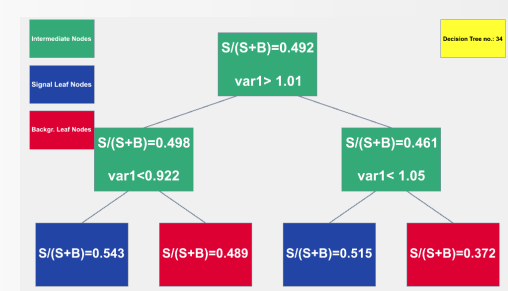 Intermediate Nodes
Signal Leaf Nodes
Backgr. Leaf Nodes
Decision Tree no.: 34
S/(S+B)=0.492
var1> 1.01
S/(S+B)=0.498
var1<0.922
S/(S+B)=0.461
var1< 1.05
S/(S+B)=0.543
S/(S+B)=0.489
S/(S+B)=0.515
S/(S+B)=0.372